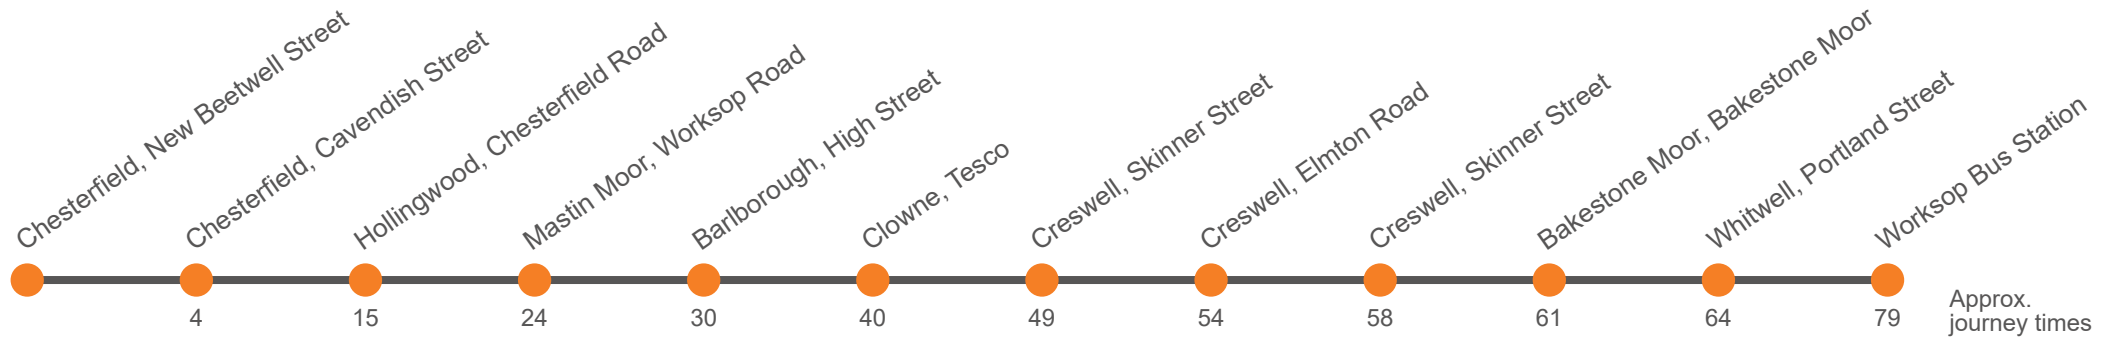 Chesterfield, New Beetwell Street
Chesterfield, Cavendish Street
Hollingwood, Chesterfield Road
Mastin Moor, Worksop Road
Barlborough, High Street
Clowne, Tesco
Creswell, Skinner Street
Creswell, Elmton Road
Creswell, Skinner Street
Bakestone Moor, Bakestone Moor
Whitwell, Portland Street
Worksop Bus Station
4 15 24 30 40 49 54 58 61 64 79
Approx.
journey times